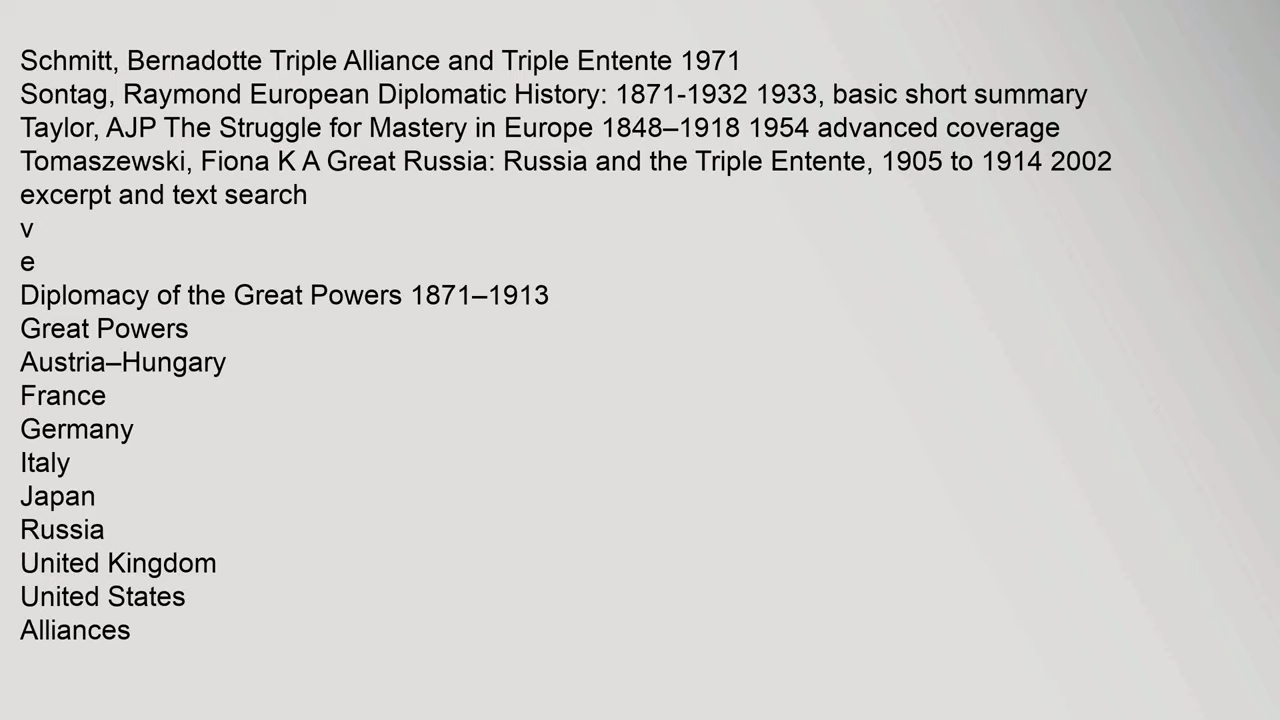 Schmitt, Bernadotte Triple Alliance and Triple Entente 1971
Sontag, Raymond European Diplomatic History: 1871-1932 1933, basic short summary
Taylor, AJP The Struggle for Mastery in Europe 1848–1918 1954 advanced coverage
Tomaszewski, Fiona K A Great Russia: Russia and the Triple Entente, 1905 to 1914 2002
excerpt and text search
v
e
Diplomacy of the Great Powers 1871–1913
Great Powers
Austria–Hungary
France
Germany
Italy
Japan
Russia
United Kingdom
United States
Alliances